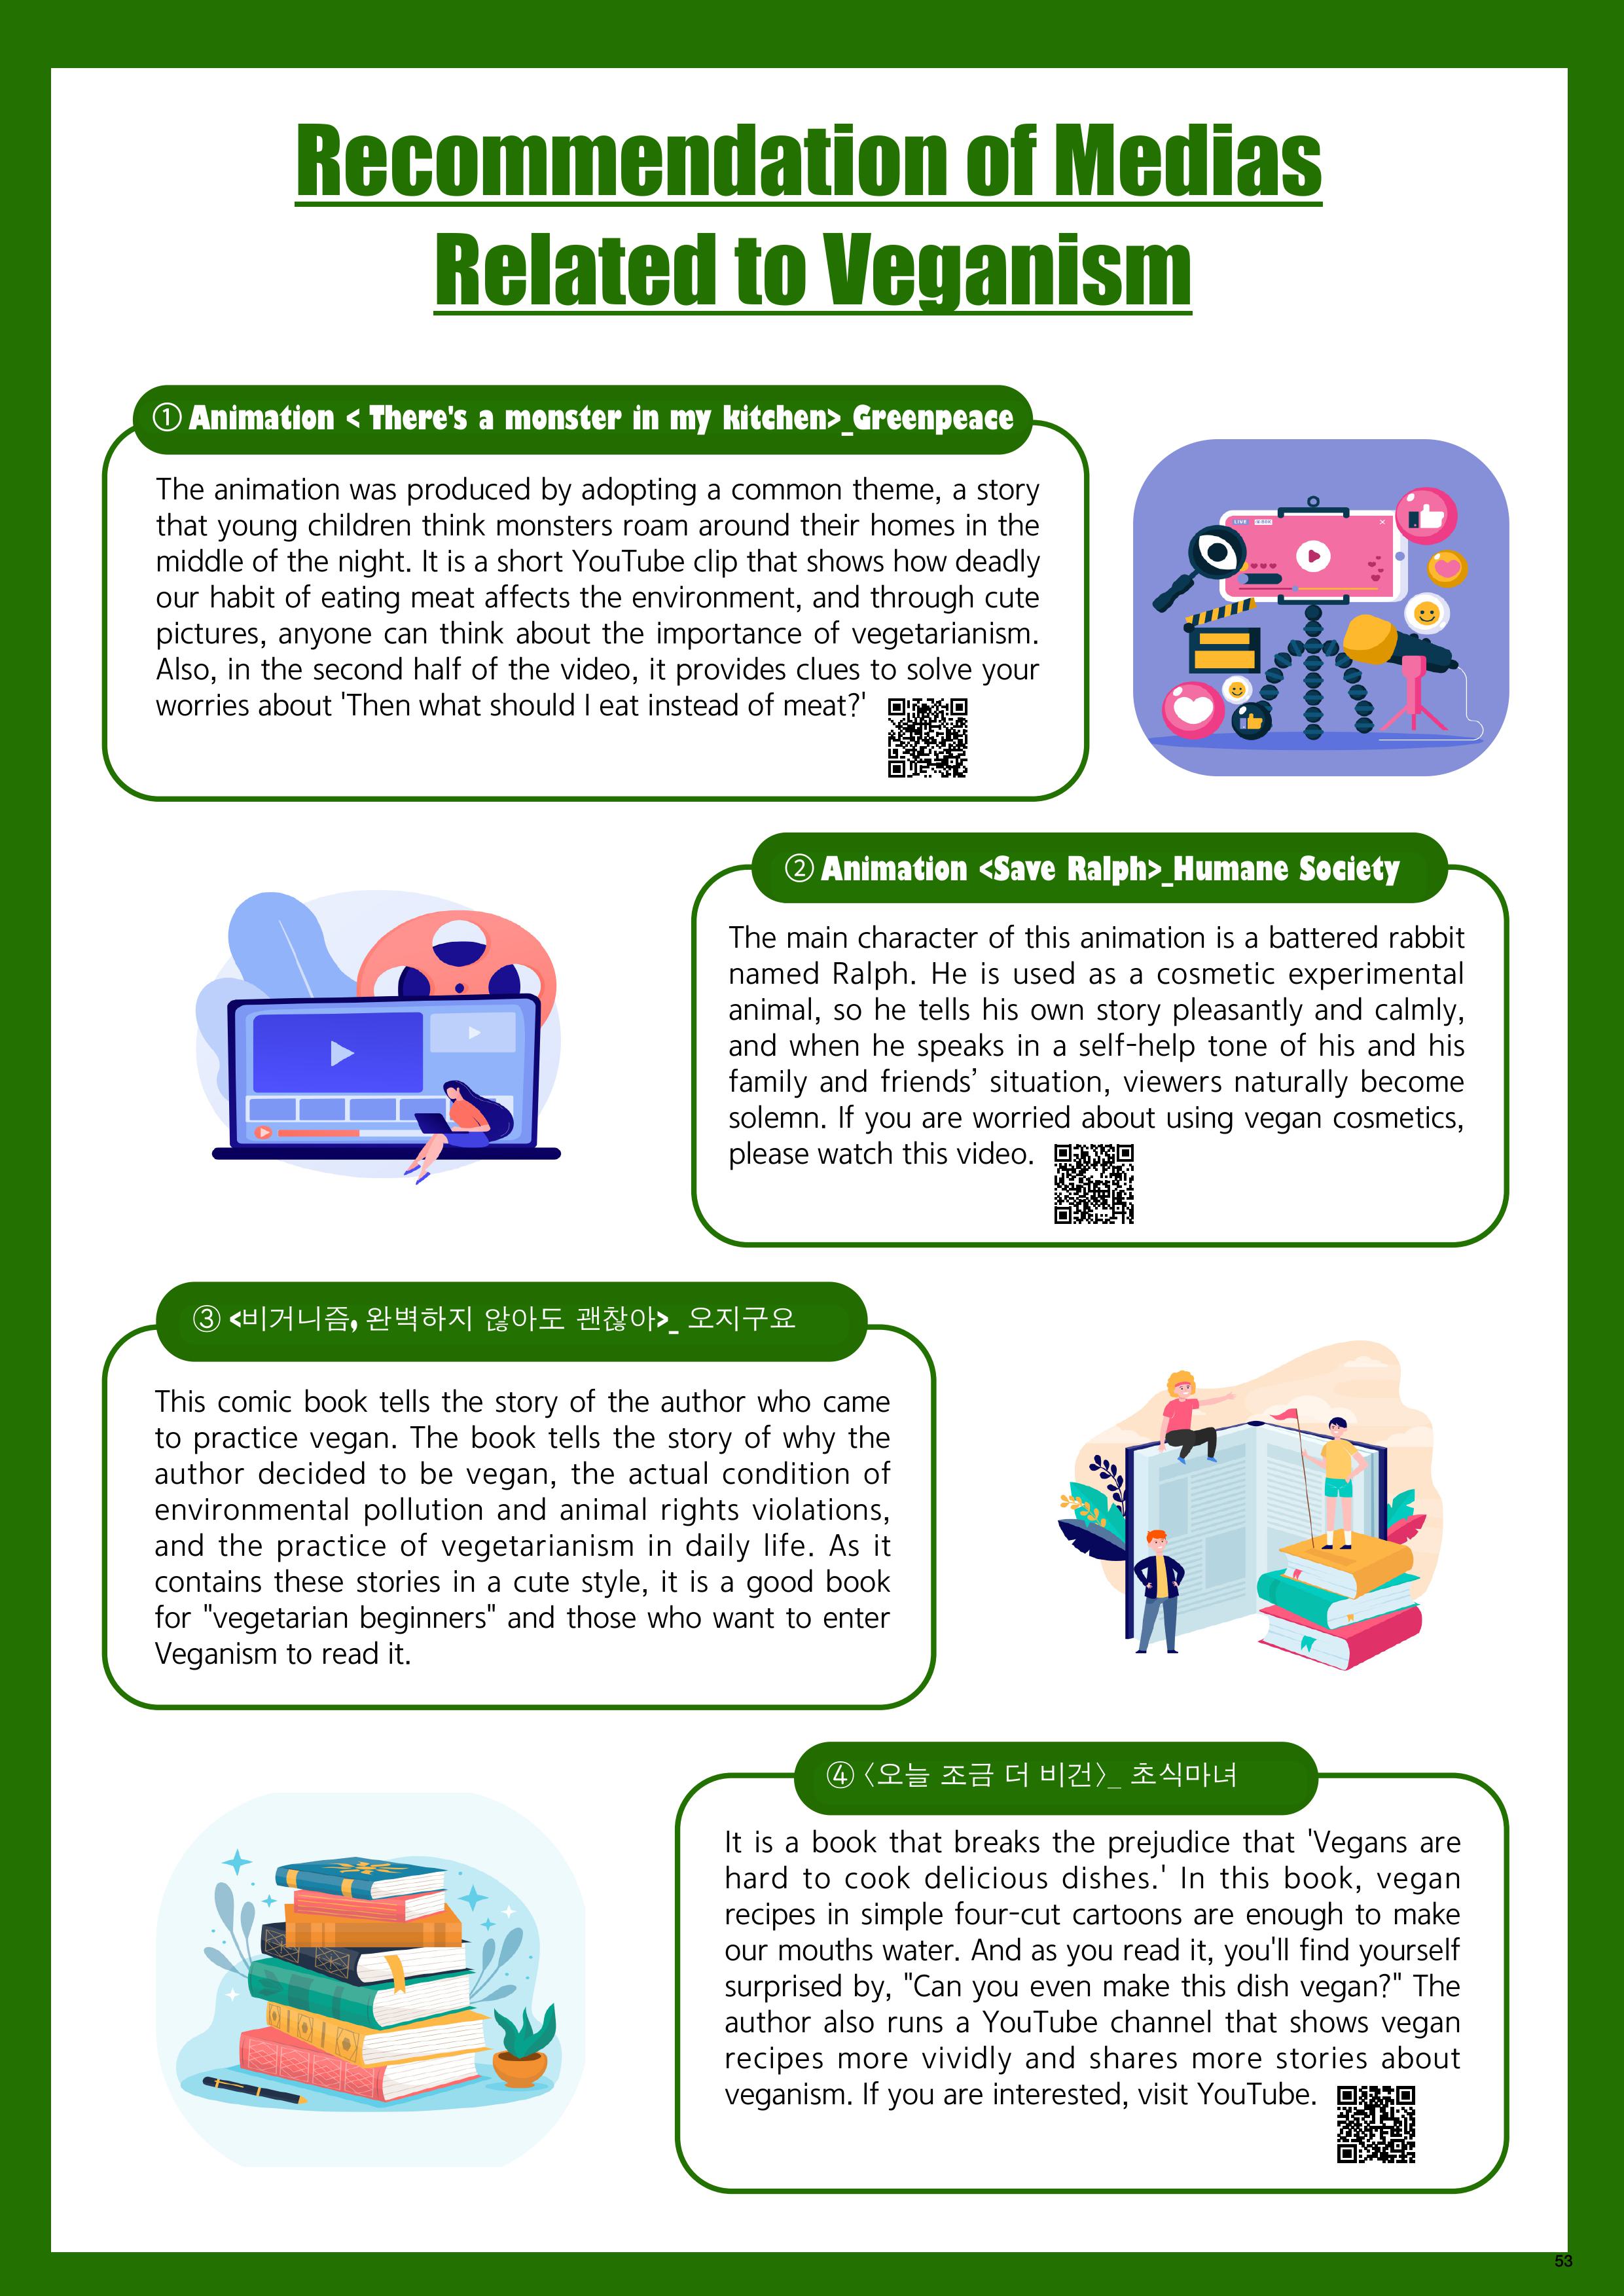 Recommendation of Medias
Related to Veganism
① Animation < There's a monster in my kitchen>_Greenpeace
The animation was produced by adopting a common theme, a story
that young children think monsters roam around their homes in the
middle of the night. It is a short YouTube clip that shows how deadly
our habit of eating meat affects the environment, and through cute
pictures, anyone can think about the importance of vegetarianism.
Also, in the second half of the video, it provides clues to solve your
worries about 'Then what should I eat instead of meat?'
LIVE
② Animation <Save Ralph>_Humane Society
The main character of this animation is a battered rabbit
named Ralph. He is used as a cosmetic experimental
animal, so he tells his own story pleasantly and calmly,
and when he speaks in a self-help tone of his and his
family and friends’ situation, viewers naturally become
solemn. If you are worried about using vegan cosmetics,
please watch this video.
③ <비거니즘, 완벽하지 않아도 괜찮아>_ 오지구요
This comic book tells the story of the author who came
to practice vegan. The book tells the story of why the
author decided to be vegan, the actual condition of
environmental pollution and animal rights violations,
and the practice of vegetarianism in daily life. As it
contains these stories in a cute style, it is a good book
for "vegetarian beginners" and those who want to enter
Veganism to read it.
④ 〈오늘 조금 더 비건〉_ 초식마녀
It is a book that breaks the prejudice that 'Vegans are
hard to cook delicious dishes.' In this book, vegan
recipes in simple four-cut cartoons are enough to make
our mouths water. And as you read it, you'll find yourself
surprised by, "Can you even make this dish vegan?" The
author also runs a YouTube channel that shows vegan
recipes more vividly and shares more stories about
veganism. If you are interested, visit YouTube.
53